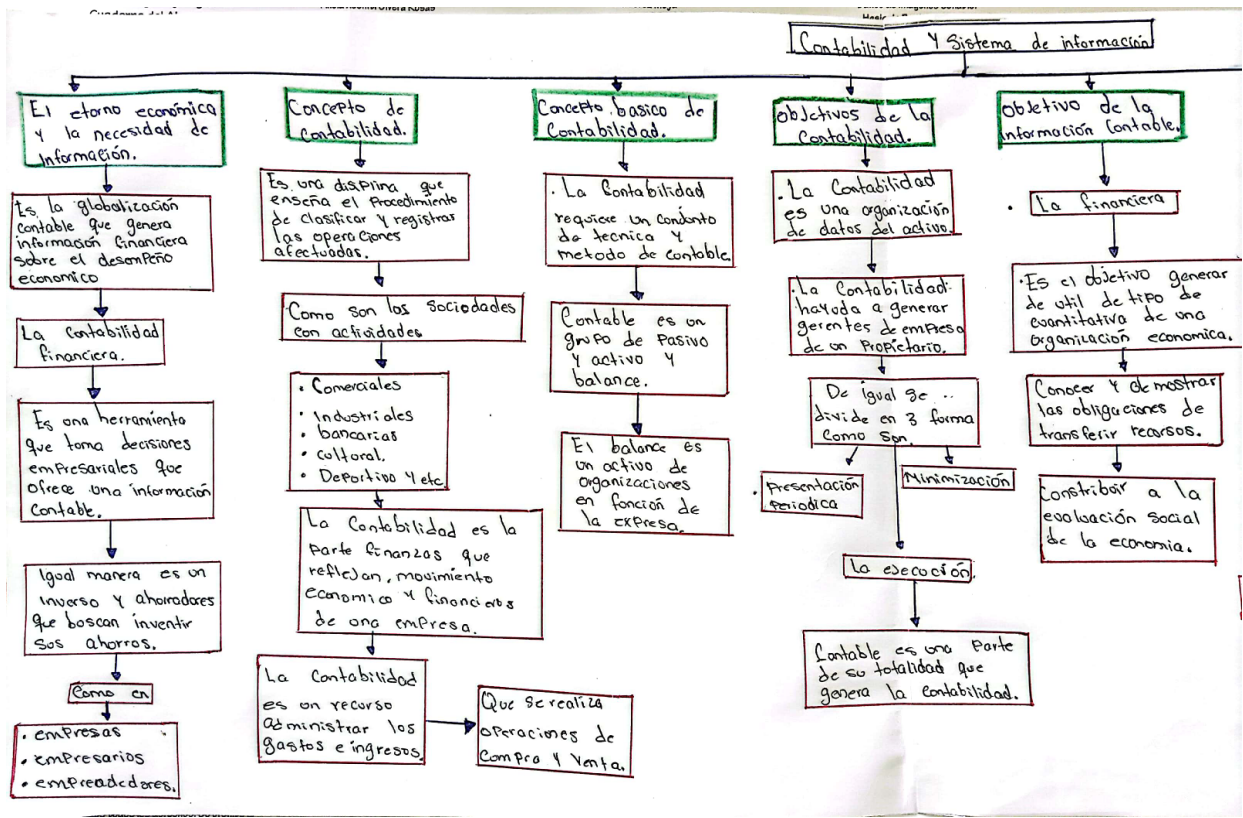 Contabilidad Y Sistema de información
El etorno económica
y la necesidad de
Información.
Es la globalización
contable que genera
información financiera
sobre el desempeño
economico
La Contabilidad
financiera.
Es una herramiento
que toma decisiones
empresariales que
ofrece una información
Contable.
Igual manera es un
inverso y ahorradores
que boscan inventir
sus ahorros.
Como en
• empresas
• empresarios
• empreadedores.
Concepto de
Contabilidad.
Es una disprina que
enseña el Procedimiento
de clasificar y registrar
las operaciones
afectuadas.
Como son los Sociedades
con actividades
• Comerciales
• Industriales
• bancarias
• cultoral.
• Deportivo y etc
La Contabilidad es la
Parte finanzas que
reflejan, movimiento
economico y financieros
de una empresa.
La Contabilidad
es un recurso
administrar los
gastos e ingresos.
Que se realiza
operaciones de
Compra y Venta.
Concepto basico de
Contabilidad.
. La Contabilidad
requiere un conjonto
de tecnica y
metodo de contable.
Contable es un
grupo de Pasivo
y activo y
balance.
El balance es
un activo de
organizaciones
en función de
la expresa.
objetivos de la
Contabilidad.
. La Contabilidad
es una organización
de datos del activo.
. La Contabilidad
hayuda a generar
gerentes de empresa
de un Propietario.
De igual se ..
divide en 3 forma
como son.
. Presentación
Periodica
Minimización
La esecoción.
Contable es una Parte
de su totalidad que
genera la contabilidad.
objetivo de la
información Contable.
. La financiera
. Es el objetivo generar
de util de tipo de
cuantitativa de una
organización economica.
Conocer y demostrar
las obligaciones de
transferir recursos.
Constriboir a la
evaluación social
de la economia.